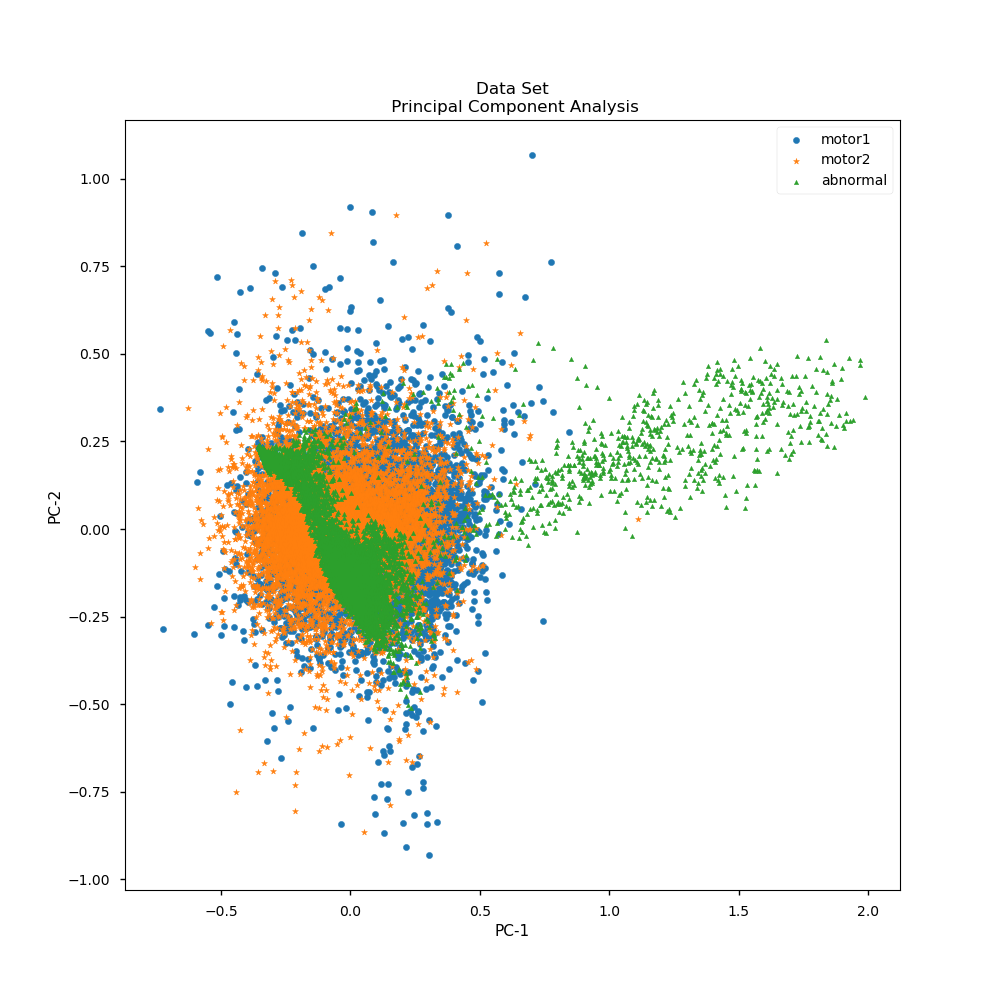 Data Set
Principal Component Analysis
motor1
motor2
abnormal
1.00
0.75
0.50
0.25
0.00
−0.25
−0.50
−0.75
−1.00
PC-2
−0.5
0.0
0.5
1.0
1.5
2.0
PC-1